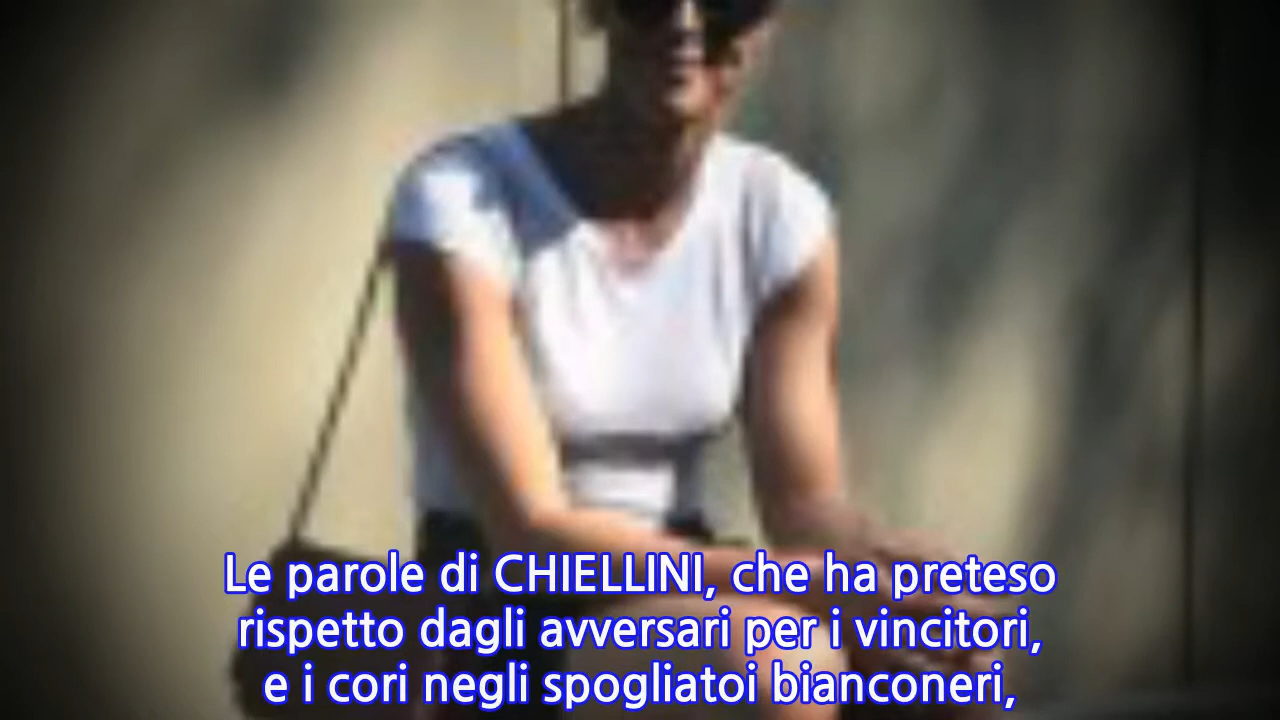 Le parole di CHIELLINI, che ha preteso
rispetto dagli avversari per i vincitori,
e i cori negli spogliatoi bianconeri,